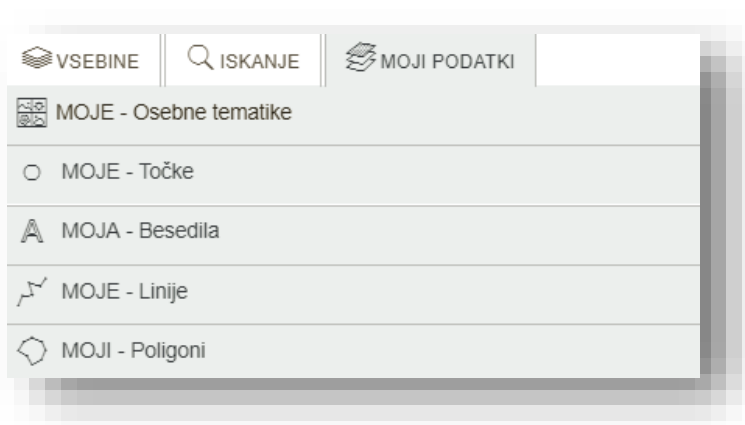 VSEBINE ISKANJE MOJI PODATKI
MOJE - Osebne tematike
MOJE - Točke
MOJA - Besedila
MOJE - Linije
MOJI - Poligoni